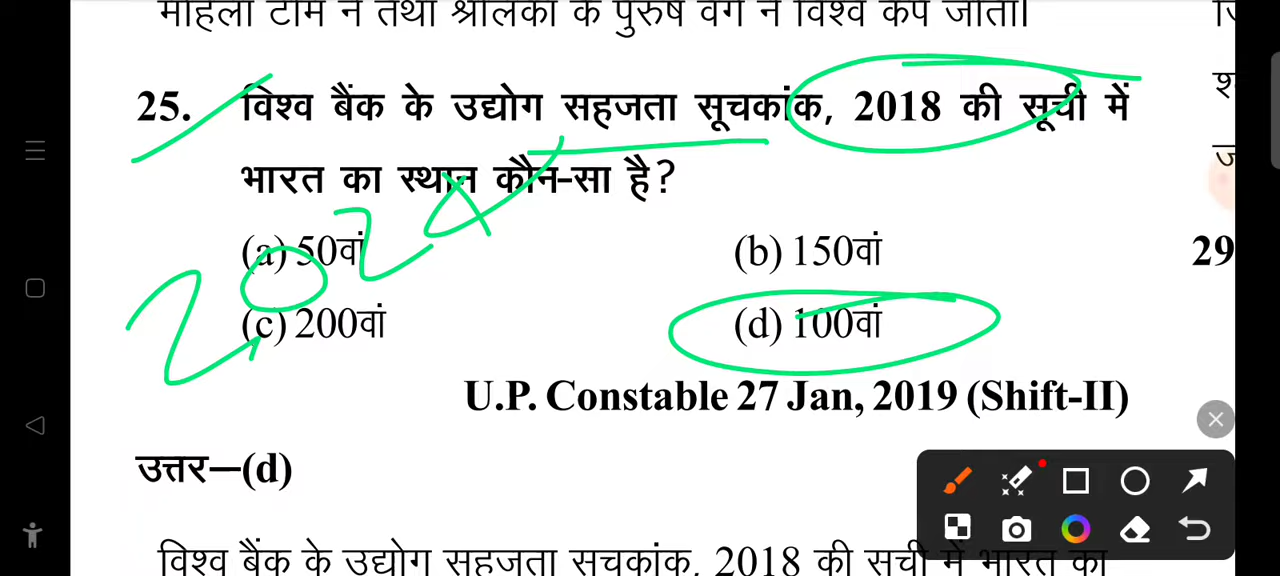 महिला टीम ने तथा श्रीलंका के पुरुष वर्ग ने विश्व कप जीता।
25. विश्व बैंक के उद्योग सहजता सूचकांक, 2018 की सूची में
भारत का स्थान कौन-सा है?
2024
(a) 50वां (b) 150वां
29
(c) 200वां (d) 100वां
U.P. Constable 27 Jan, 2019 (Shift-II)
उत्तर—(d)
विश्व बैंक के उद्योग सहजता सूचकांक, 2018 की सूची में भारत का